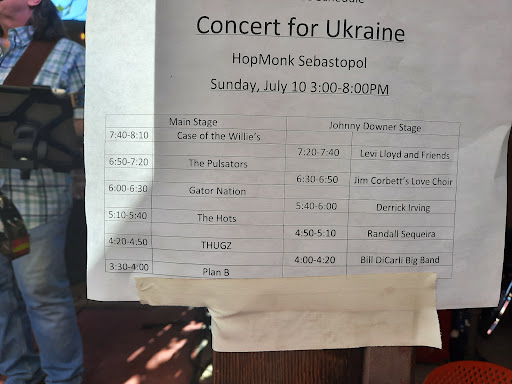 Concert for Ukraine
HopMonk Sebastopol
Sunday, July 10 3:00-8:00PM
Main Stage Johnny Downer Stage
7:40-8:10 Case of the Willie's
7:20-7:40 Levi Lloyd and Friends
6:50-7:20 The Pulsators
6:30-6:50 Jim Corbett's Love Choir
6:00-6:30 Gator Nation
5:40-6:00 Derrick Irving
5:10-5:40 The Hots
4:50-5:10 Randall Sequeira
4:20-4.50 THUGZ
4:00-4:20 Bill DiCarli Big Band
3:30-4:00 Plan B